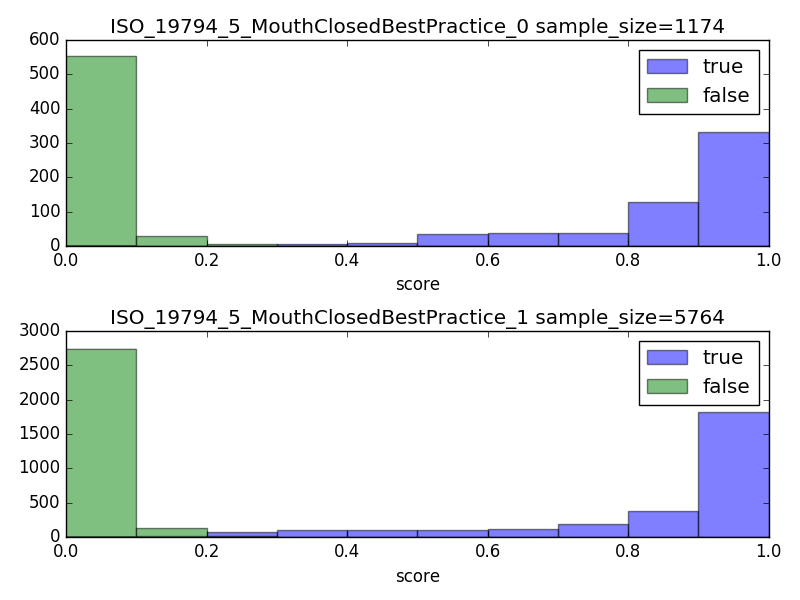 ISO_19794_5_MouthClosedBestPractice_0 sample_size=1174
600
500
400
300
200
100
0
true
false
0.0 0.2 0.4 0.6 0.8 1.0
score
ISO_19794_5_MouthClosedBestPractice_1 sample_size=5764
3000
2500
2000
1500
1000
500
0
true
false
0.0 0.2 0.4 0.6 0.8 1.0
score